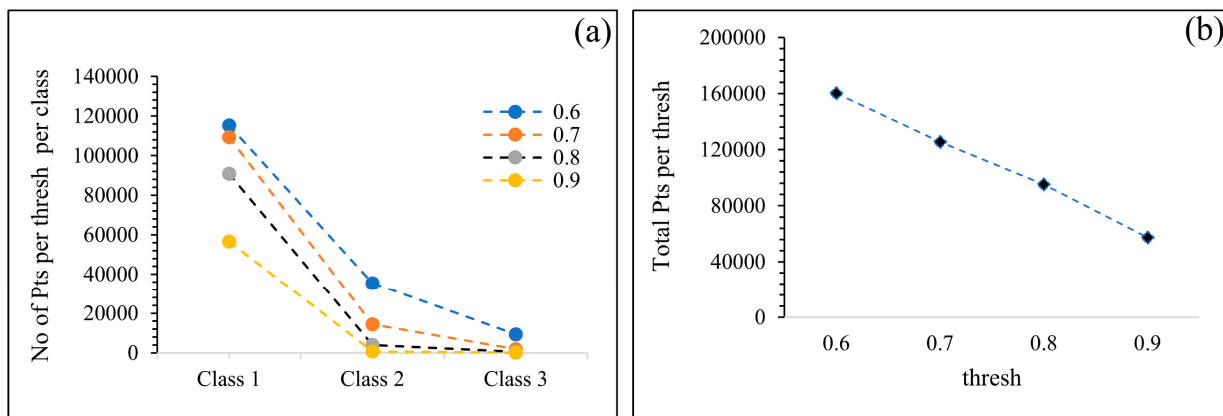 (a)
No of Pts per thresh per class
140000
120000
100000
80000
60000
40000
20000
0
Class 1
Class 2
Class 3
0.6
0.7
0.8
0.9
(b)
Total Pts per thresh
200000
160000
120000
80000
40000
0
0.6
0.7
0.8
0.9
thresh